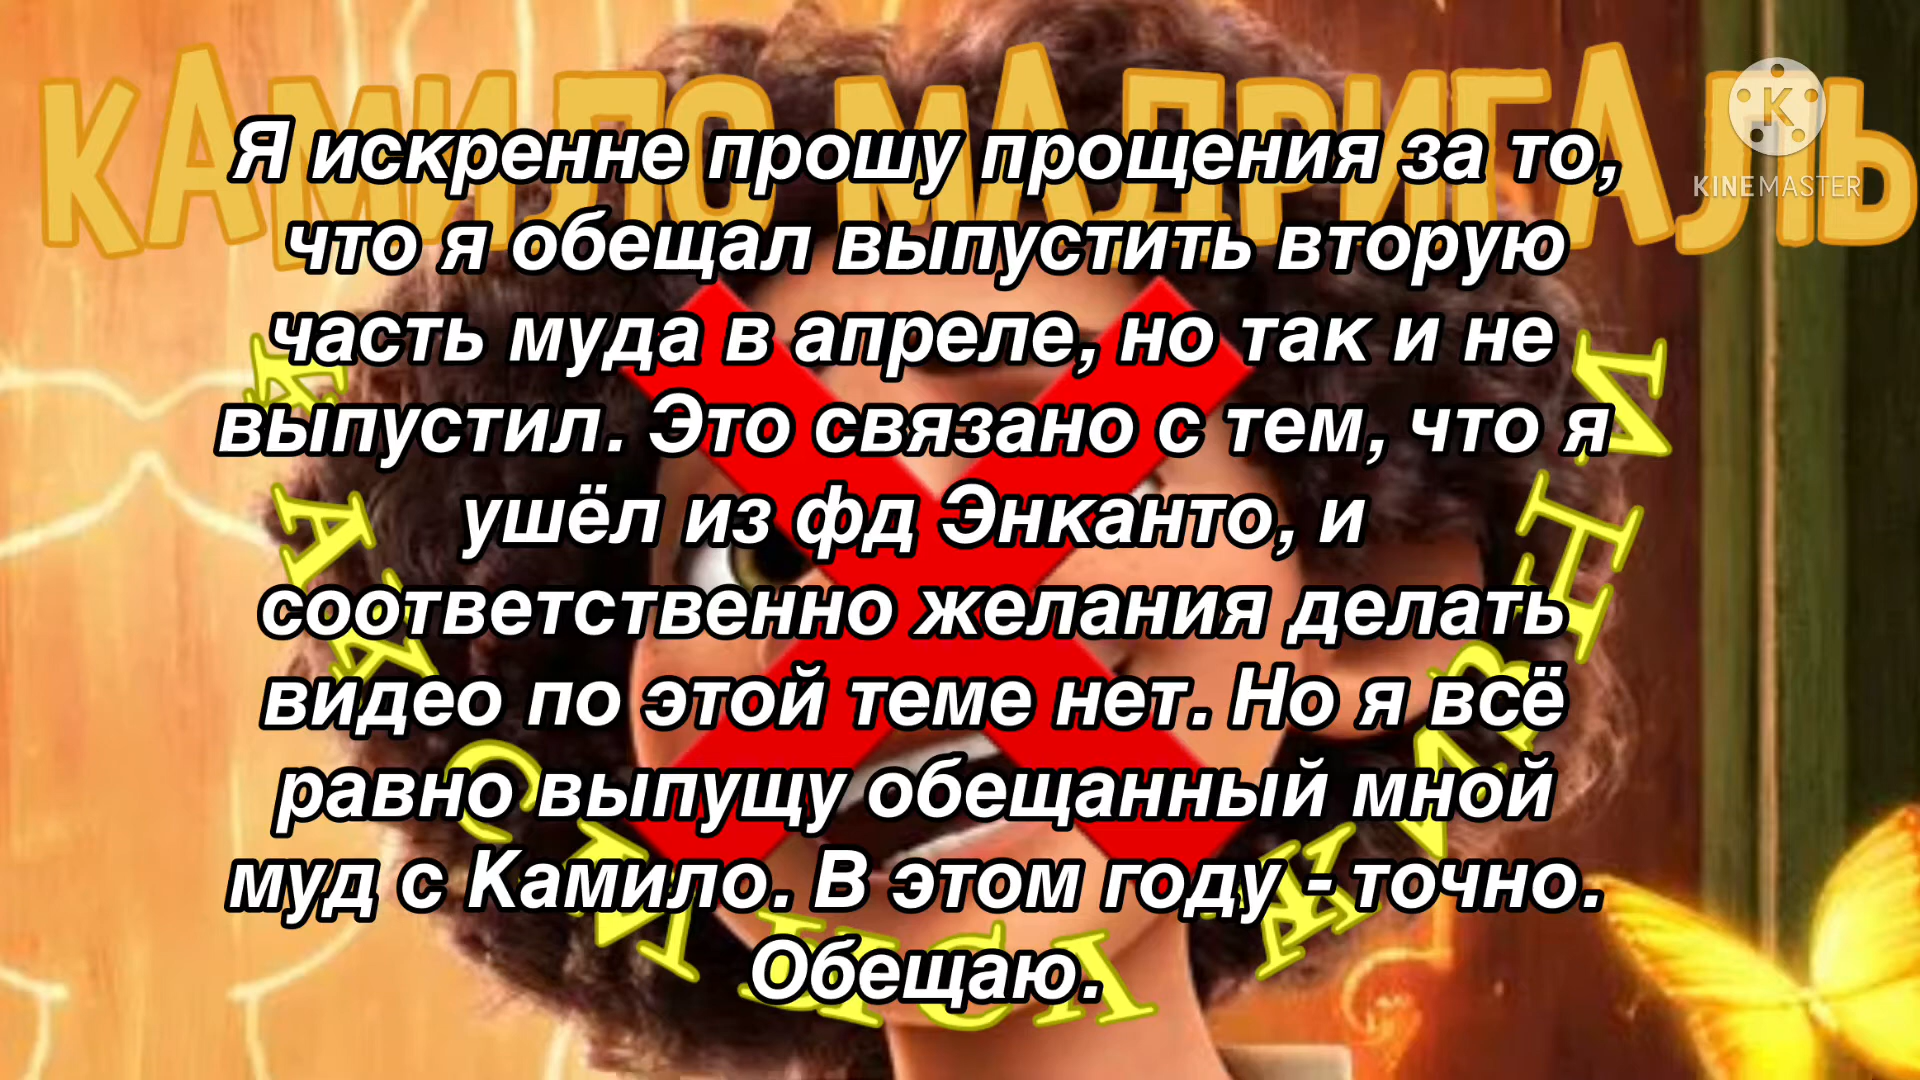 КАМИЛО МАДРИГАЛЬ
KINEMASTER
Я искренне прошу прощения за то,
что я обещал выпустить вторую
часть муда в апреле, но так и не
выпустил. Это связано с тем, что я
ушёл из фд Энканто, и
соответственно желания делать
видео по этой теме нет. Но я всё
равно выпущу обещанный мной
муд с Камило. В этом году - точно.
Обещаю.